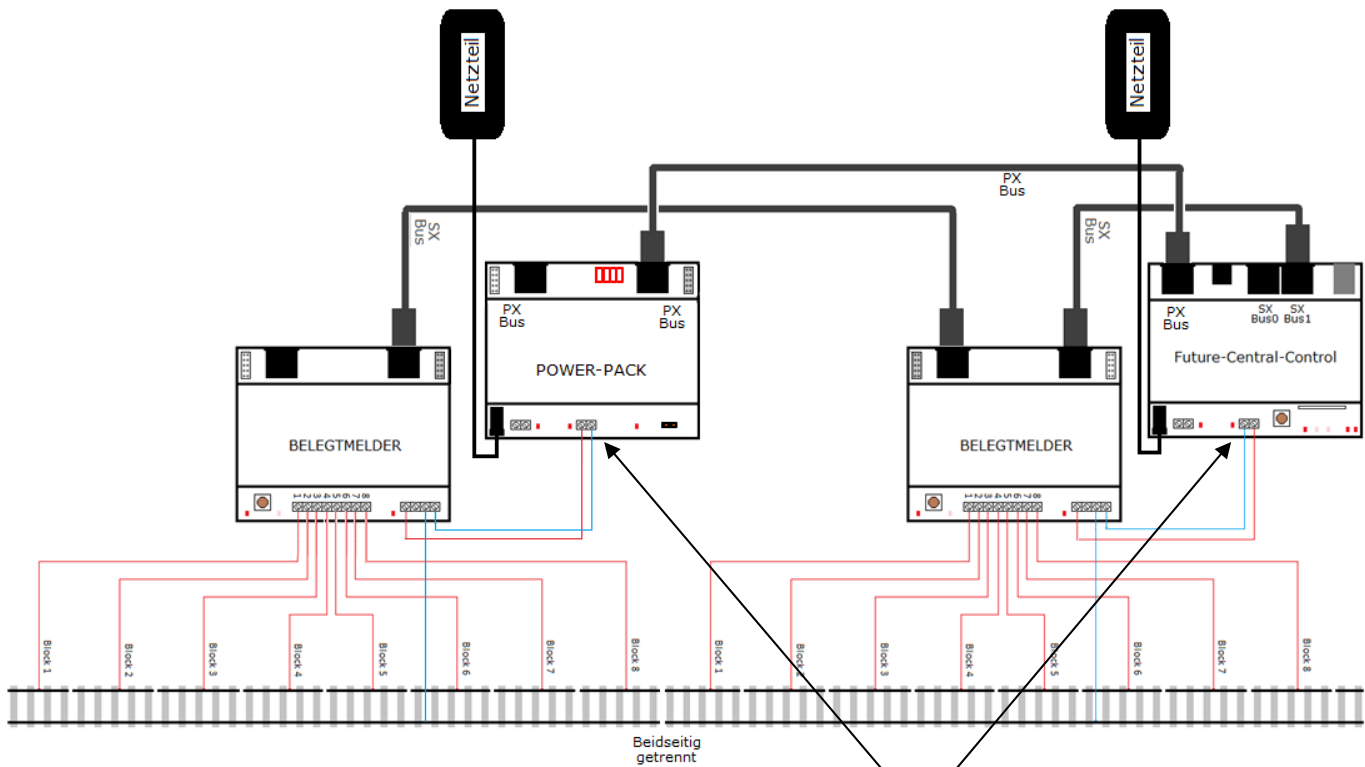 Netzteil
Netzteil
PX
Bus
SX
Bus
SX
Bus
PX
Bus
PX
Bus
POWER-PACK
PX
Bus
SX
Bus0
SX
Bus1
Future-Central-Control
BELEGTMELDER
1 2 3 4 5 6 7 8
BELEGTMELDER
1 2 3 4 5 6 7 8
Block 1
Block 2
Block 3
Block 4
Block 5
Block 6
Block 7
Block 8
Block 1
Block 2
Block 3
Block 4
Block 5
Block 6
Block 7
Block 8
Beidseitig
getrennt